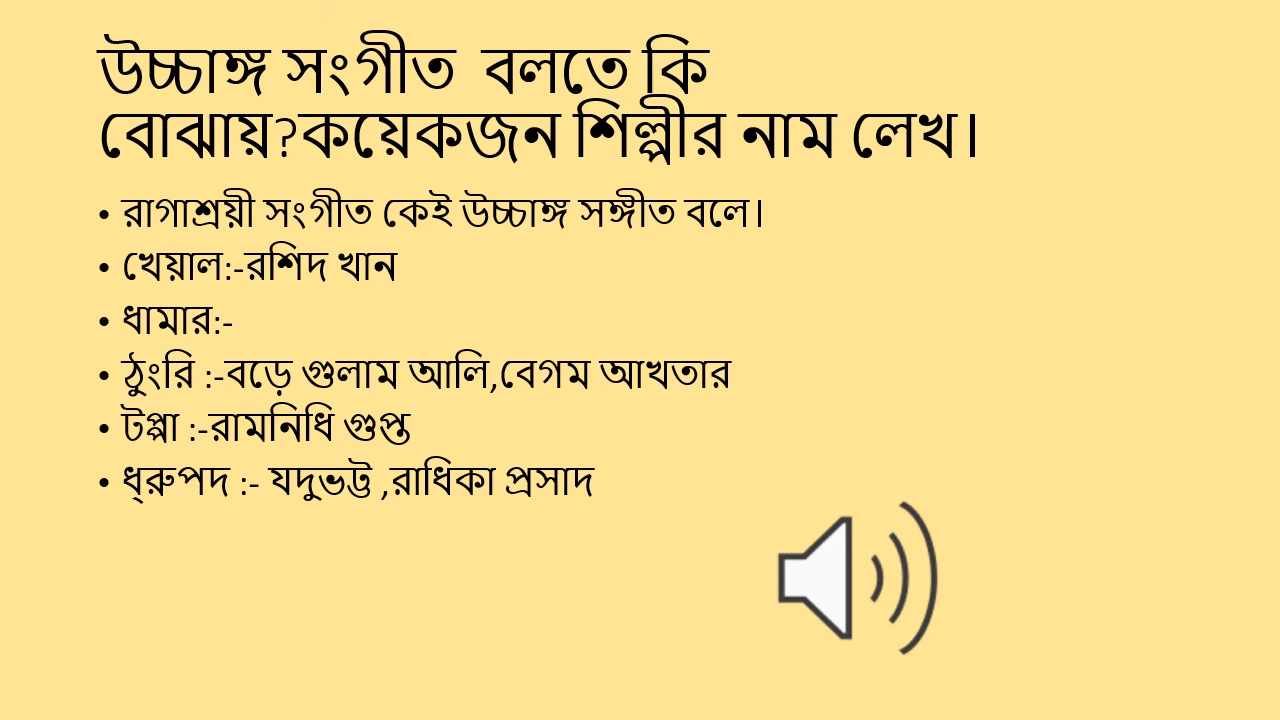 উচ্চাঙ্গ সংগীত বলতে কি
বোঝায়?কয়েকজন শিল্পীর নাম লেখ।
• রাগাশ্রয়ী সংগীত কেই উচ্চাঙ্গ সঙ্গীত বলে।
• খেয়াল:-রশিদ খান
• ধামার:-
• ঠুংরি :-বড়ে গুলাম আলি,বেগম আখতার
• টপ্পা :-রামনিধি গুপ্ত
• ধ্‌রুপদ :- যদুভট্ট ,রাধিকা প্রসাদ